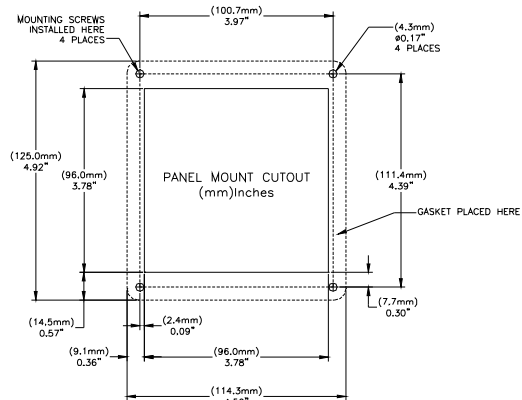 (100.7mm)
3.97"
MOUNTING SCREWS
INSTALLED HERE
4 PLACES
(4.3mm)
ø0.17"
4 PLACES
(125.0mm)
4.92"
(96.0mm)
3.78"
PANEL MOUNT CUTOUT
(mm)Inches
(111.4mm)
4.39"
GASKET PLACED HERE
(14.5mm)
0.57"
(2.4mm)
0.09"
(7.7mm)
0.30"
(9.1mm)
0.36"
(96.0mm)
3.78"
(114.3mm)